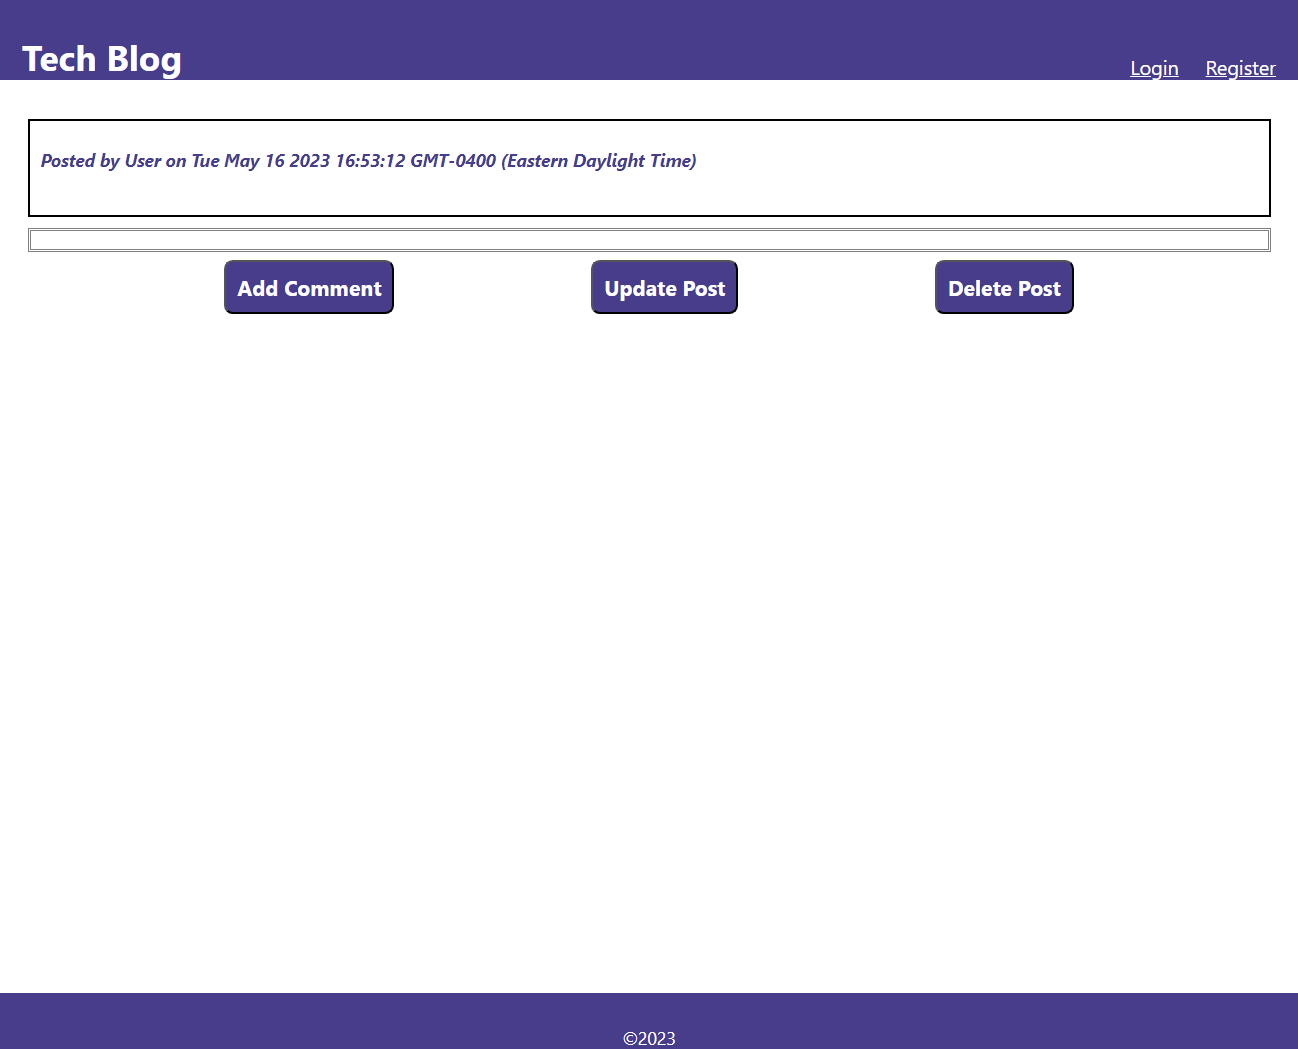 Tech Blog
Login Register
Posted by User on Tue May 16 2023 16:53:12 GMT-0400 (Eastern Daylight Time)
Add Comment Update Post Delete Post
©2023